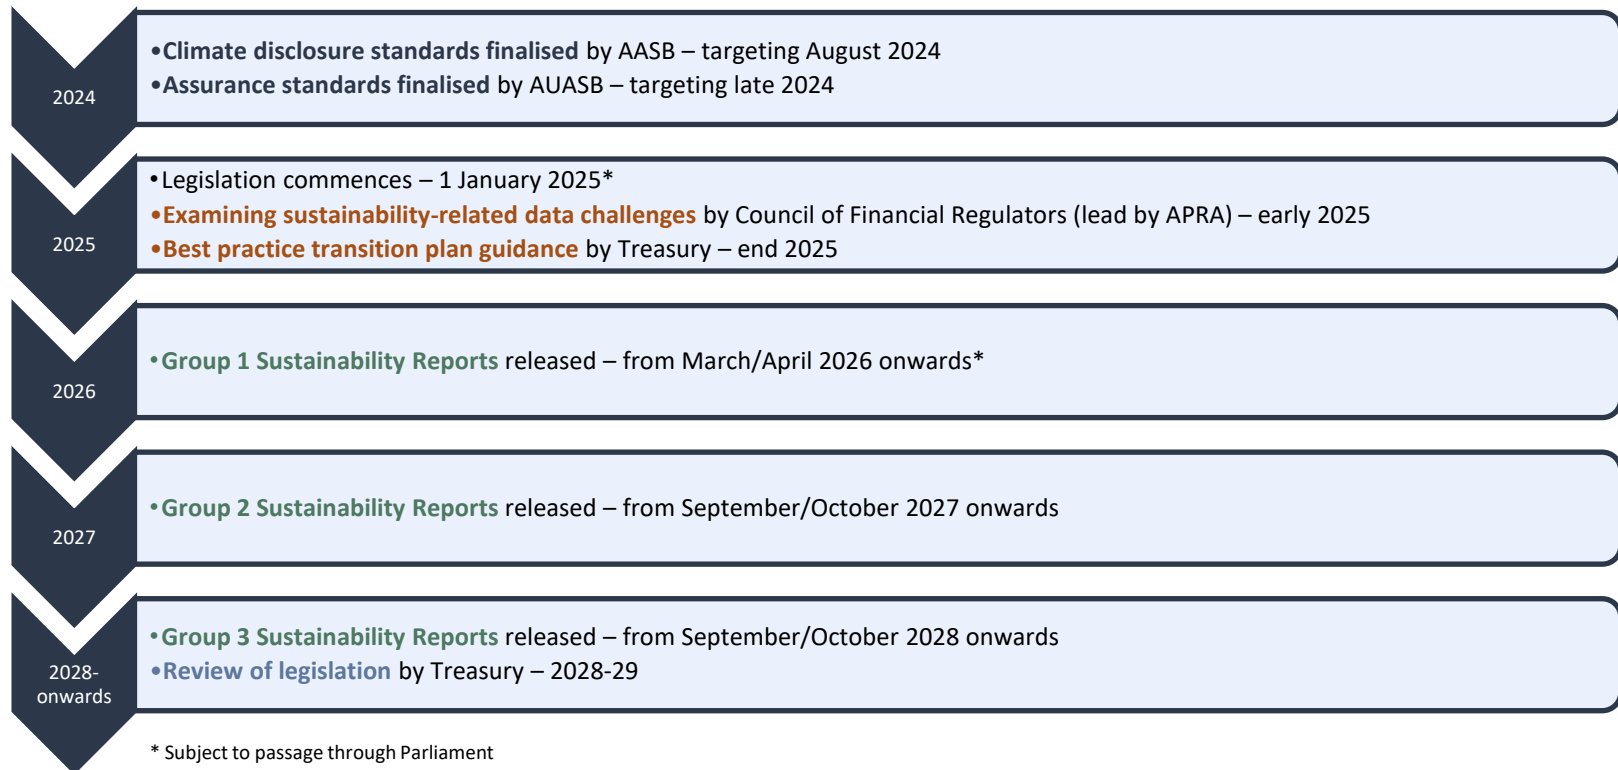 2024
•Climate disclosure standards finalised by AASB – targeting August 2024
•Assurance standards finalised by AUASB – targeting late 2024
2025
•Legislation commences – 1 January 2025*
•Examining sustainability-related data challenges by Council of Financial Regulators (lead by APRA) – early 2025
•Best practice transition plan guidance by Treasury – end 2025
2026
•Group 1 Sustainability Reports released – from March/April 2026 onwards*
2027
•Group 2 Sustainability Reports released – from September/October 2027 onwards
2028-
onwards
•Group 3 Sustainability Reports released – from September/October 2028 onwards
•Review of legislation by Treasury – 2028-29
* Subject to passage through Parliament